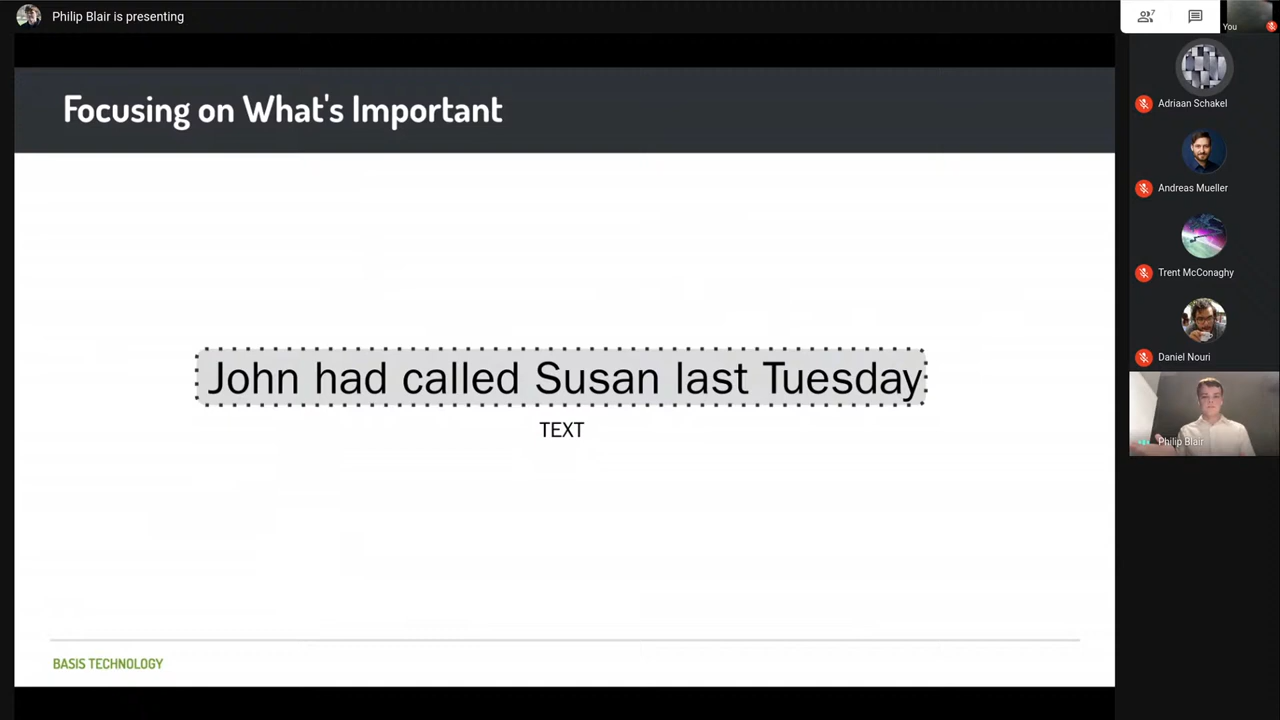 Philip Blair is presenting
7
You
Focusing on What's Important
John had called Susan last Tuesday
TEXT
BASIS TECHNOLOGY
Adriaan Schakel
Andreas Mueller
Trent McConaghy
Daniel Nouri
Philip Blair